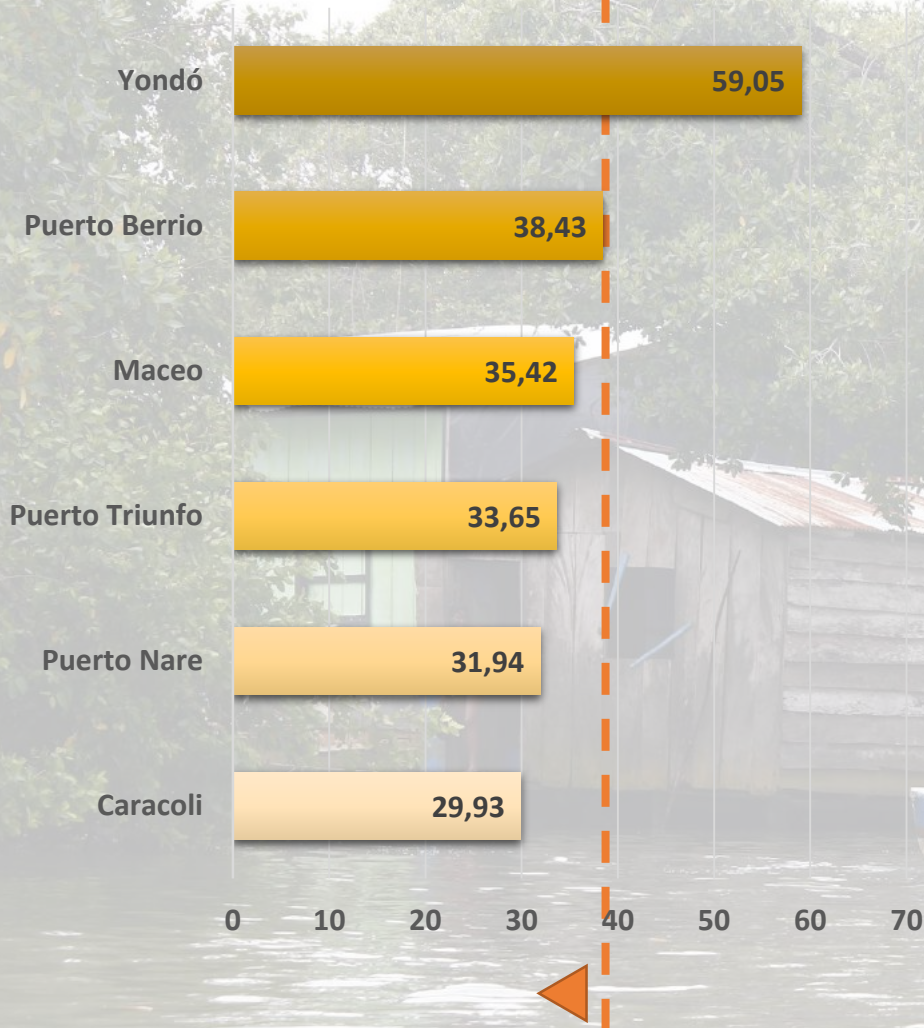 Yondó 59,05
Puerto Berrio 38,43
Maceo 35,42
Puerto Triunfo 33,65
Puerto Nare 31,94
Caracoli 29,93
0 10 20 30 40 50 60 70